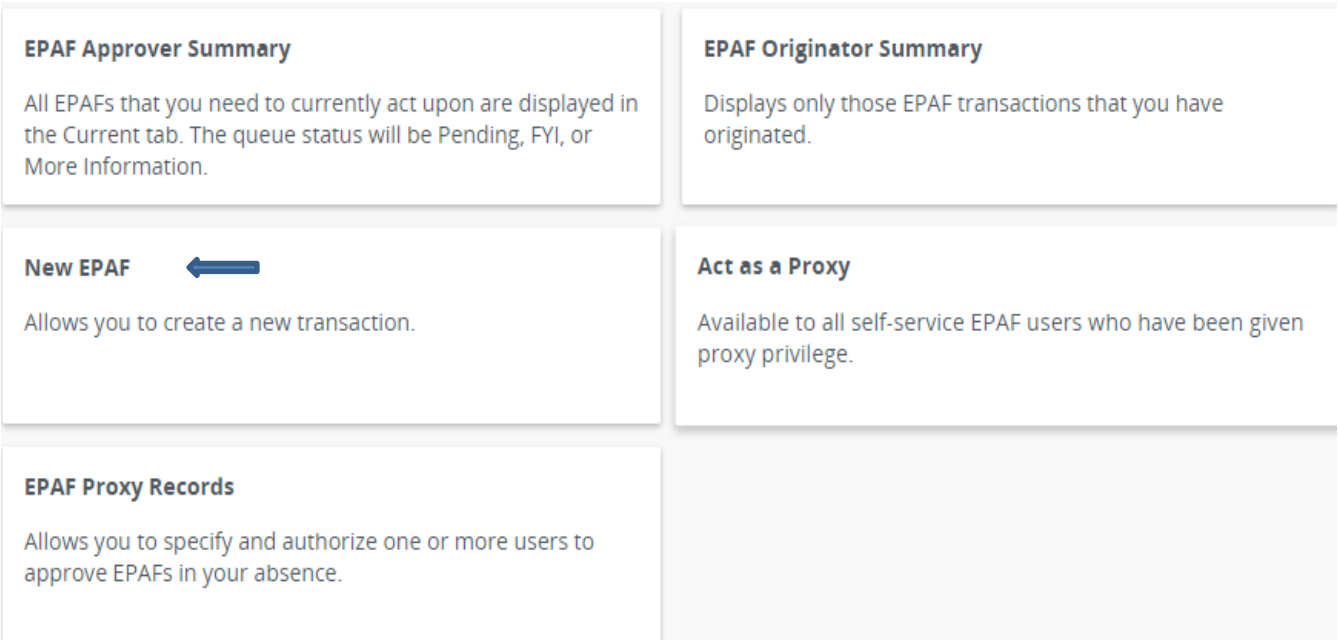 EPAF Approver Summary
All EPAFs that you need to currently act upon are displayed in
the Current tab. The queue status will be Pending, FYI, or
More Information.
EPAF Originator Summary
Displays only those EPAF transactions that you have
originated.
New EPAF
Allows you to create a new transaction.
Act as a Proxy
Available to all self-service EPAF users who have been given
proxy privilege.
EPAF Proxy Records
Allows you to specify and authorize one or more users to
approve EPAFs in your absence.